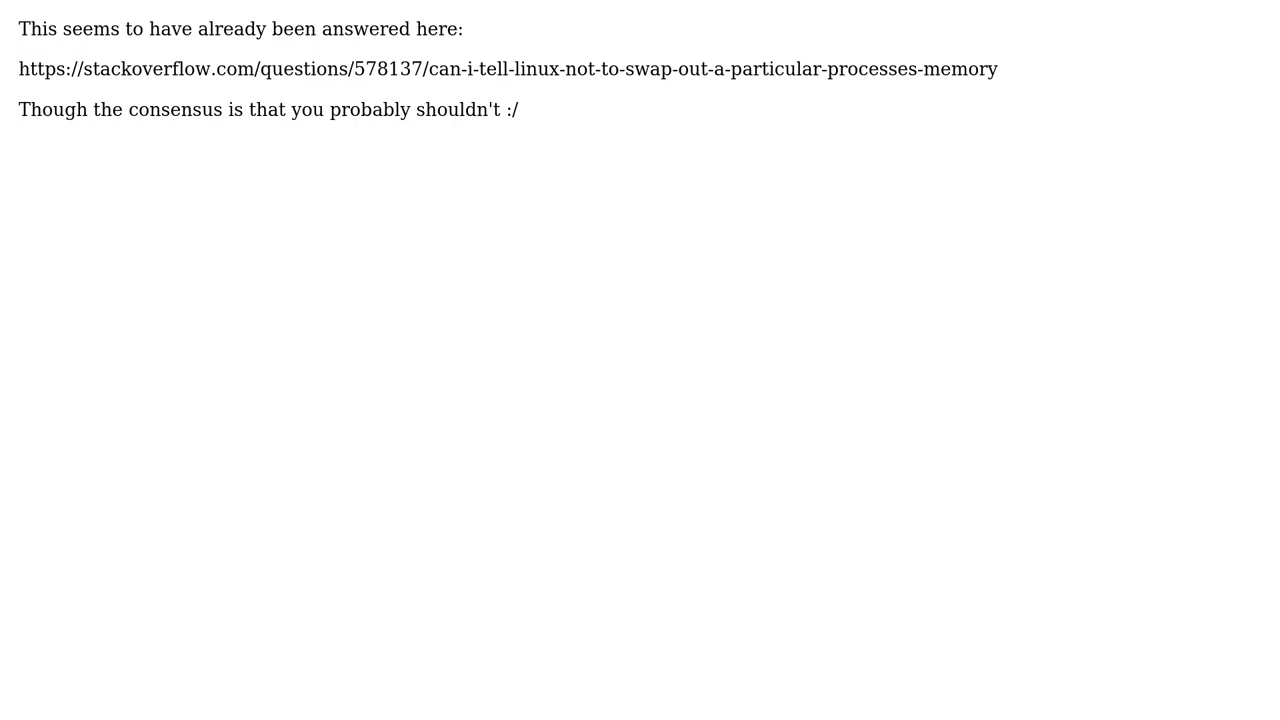 This seems to have already been answered here:
https://stackoverflow.com/questions/578137/can-i-tell-linux-not-to-swap-out-a-particular-processes-memory
Though the consensus is that you probably shouldn't :/